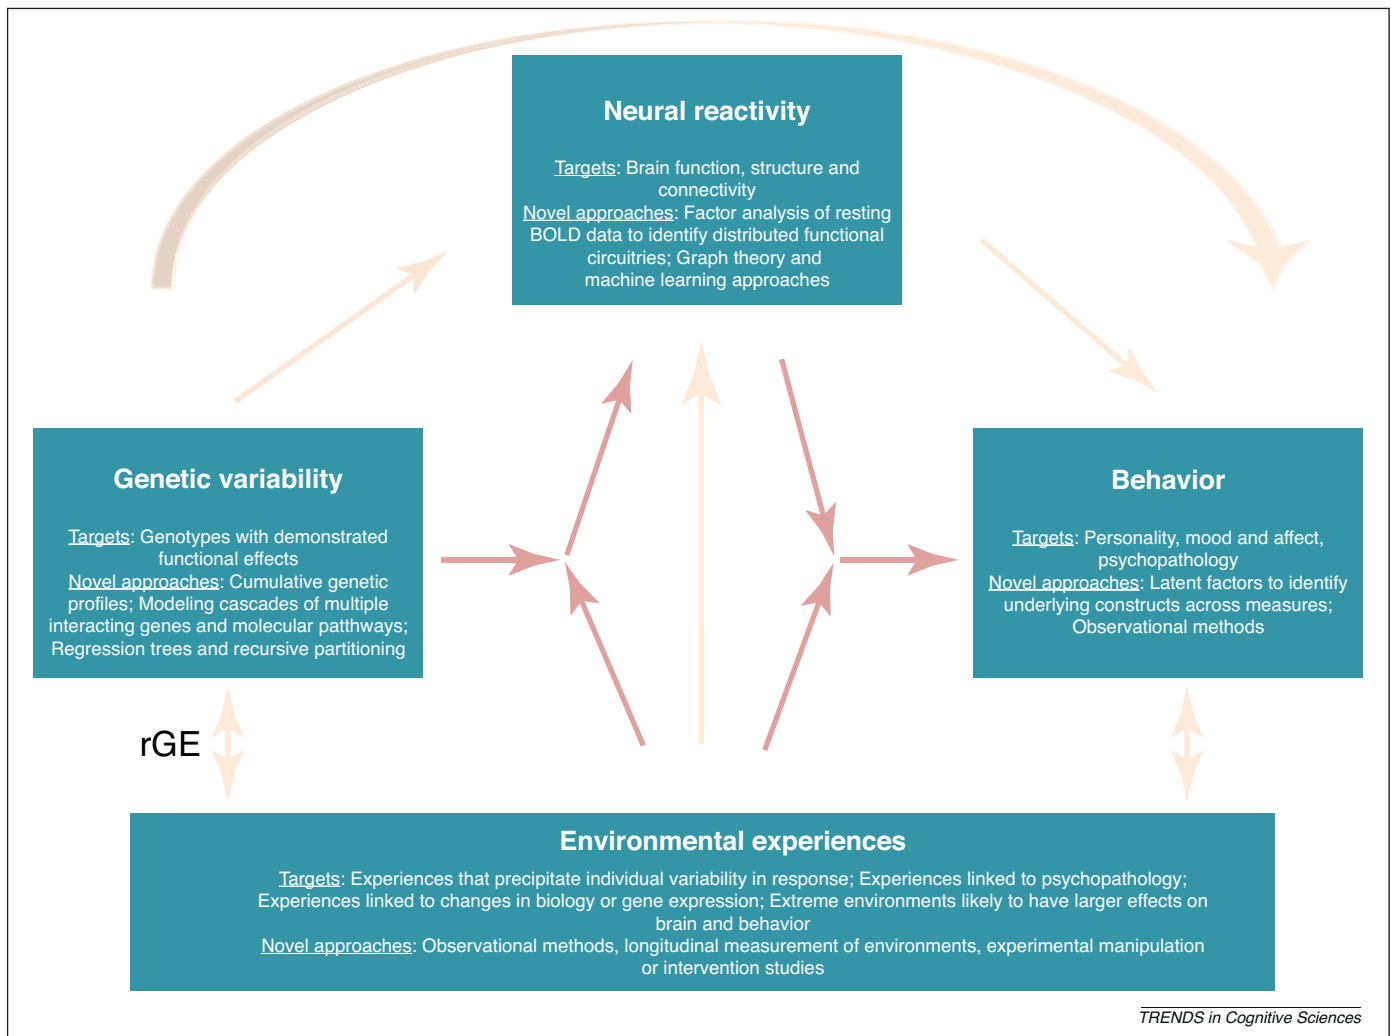 Neural reactivity
Targets: Brain function, structure and
connectivity
Novel approaches: Factor analysis of resting
BOLD data to identify distributed functional
circuitries; Graph theory and
machine learning approaches
Genetic variability
Targets: Genotypes with demonstrated
functional effects
Novel approaches: Cumulative genetic
profiles; Modeling cascades of multiple
interacting genes and molecular patthways;
Regression trees and recursive partitioning
Behavior
Targets: Personality, mood and affect,
psychopathology
Novel approaches: Latent factors to identify
underlying constructs across measures;
Observational methods
rGE
Environmental experiences
Targets: Experiences that precipitate individual variability in response; Experiences linked to psychopathology;
Experiences linked to changes in biology or gene expression; Extreme environments likely to have larger effects on
brain and behavior
Novel approaches: Observational methods, longitudinal measurement of environments, experimental manipulation
or intervention studies
TRENDS in Cognitive Sciences